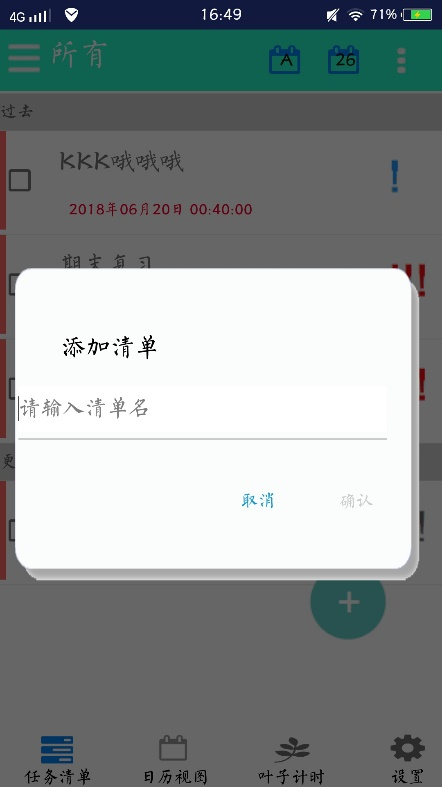 4G 16:49 71%
所有 A 26
过去
KKK哦哦哦
2018年06月20日 00:40:00
期末复习
添加清单
请输入清单名
更
取消 确认
任务清单 日历视图 叶子计时 设置